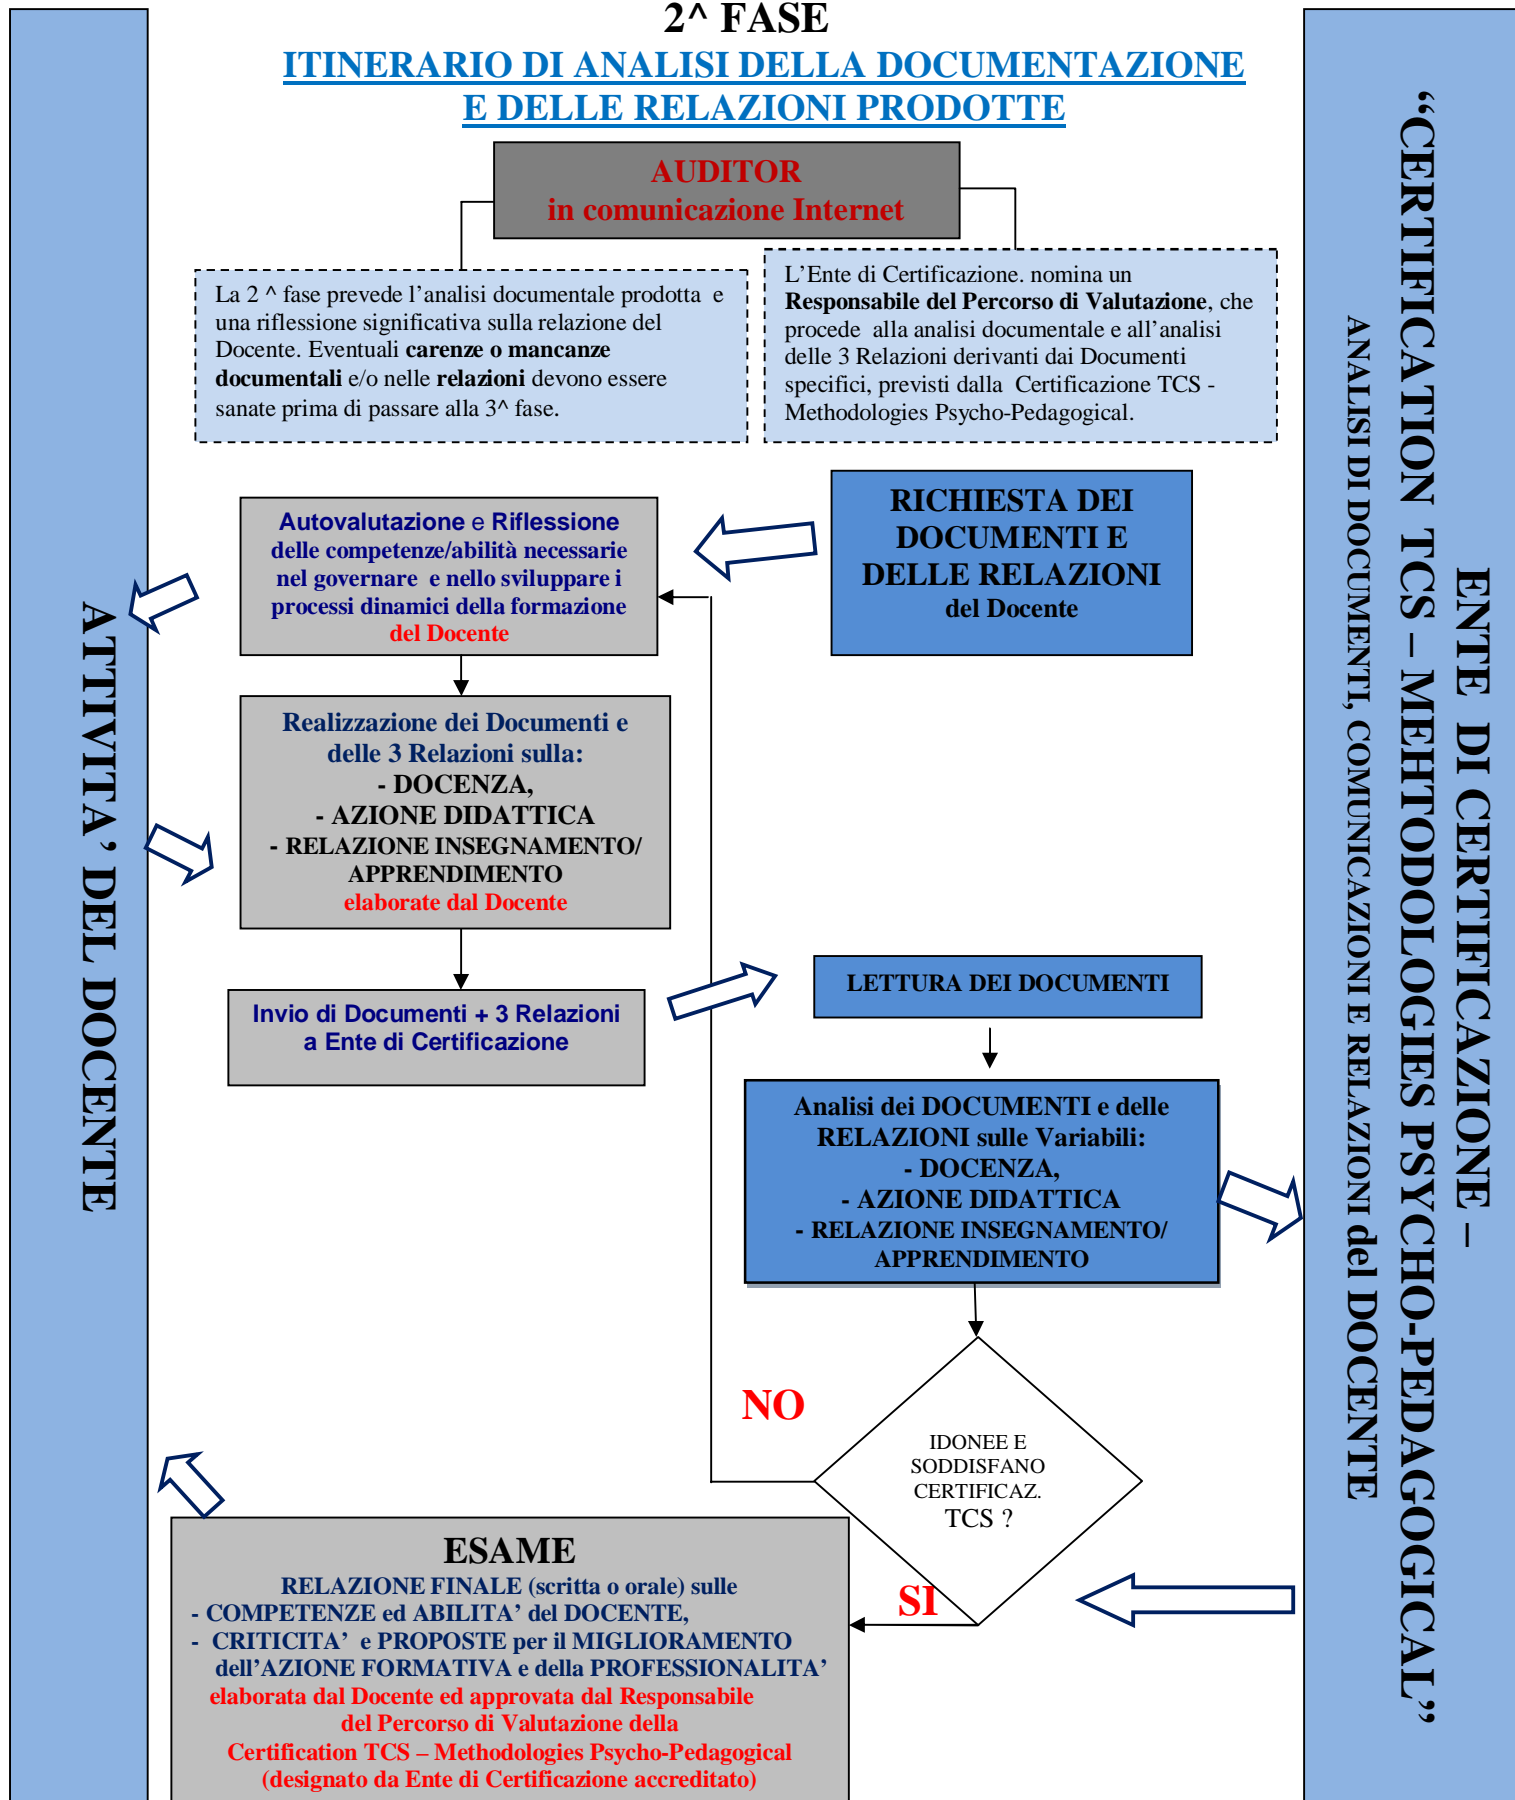 2^ FASE
ITINERARIO DI ANALISI DELLA DOCUMENTAZIONE
E DELLE RELAZIONI PRODOTTE
AUDITOR
in comunicazione Internet
La 2 ^ fase prevede l’analisi documentale prodotta e
una riflessione significativa sulla relazione del
Docente. Eventuali carenze o mancanze
documentali e/o nelle relazioni devono essere
sanate prima di passare alla 3^ fase.
L’Ente di Certificazione. nomina un
Responsabile del Percorso di Valutazione, che
procede alla analisi documentale e all’analisi
delle 3 Relazioni derivanti dai Documenti
specifici, previsti dalla Certificazione TCS -
Methodologies Psycho-Pedagogical.
RICHIESTA DEI
DOCUMENTI E
DELLE RELAZIONI
del Docente
Autovalutazione e Riflessione
delle competenze/abilità necessarie
nel governare e nello sviluppare i
processi dinamici della formazione
del Docente
Realizzazione dei Documenti e
delle 3 Relazioni sulla:
- DOCENZA,
- AZIONE DIDATTICA
- RELAZIONE INSEGNAMENTO/
APPRENDIMENTO
elaborate dal Docente
Invio di Documenti + 3 Relazioni
a Ente di Certificazione
LETTURA DEI DOCUMENTI
Analisi dei DOCUMENTI e delle
RELAZIONI sulle Variabili:
- DOCENZA,
- AZIONE DIDATTICA
- RELAZIONE INSEGNAMENTO/
APPRENDIMENTO
NO
IDONEE E
SODDISFANO
CERTIFICAZ.
TCS ?
SI
ESAME
RELAZIONE FINALE (scritta o orale) sulle
- COMPETENZE ed ABILITA’ del DOCENTE,
- CRITICITA’ e PROPOSTE per il MIGLIORAMENTO
dell’AZIONE FORMATIVA e della PROFESSIONALITA’
elaborata dal Docente ed approvata dal Responsabile
del Percorso di Valutazione della
Certification TCS – Methodologies Psycho-Pedagogical
(designato da Ente di Certificazione accreditato)
ATTIVITA’ DEL DOCENTE
ENTE DI CERTIFICAZIONE –
“CERTIFICATION TCS – MEHTODOLOGIES PSYCHO-PEDAGOGICAL”
ANALISI DI DOCUMENTI, COMUNICAZIONI E RELAZIONI del DOCENTE